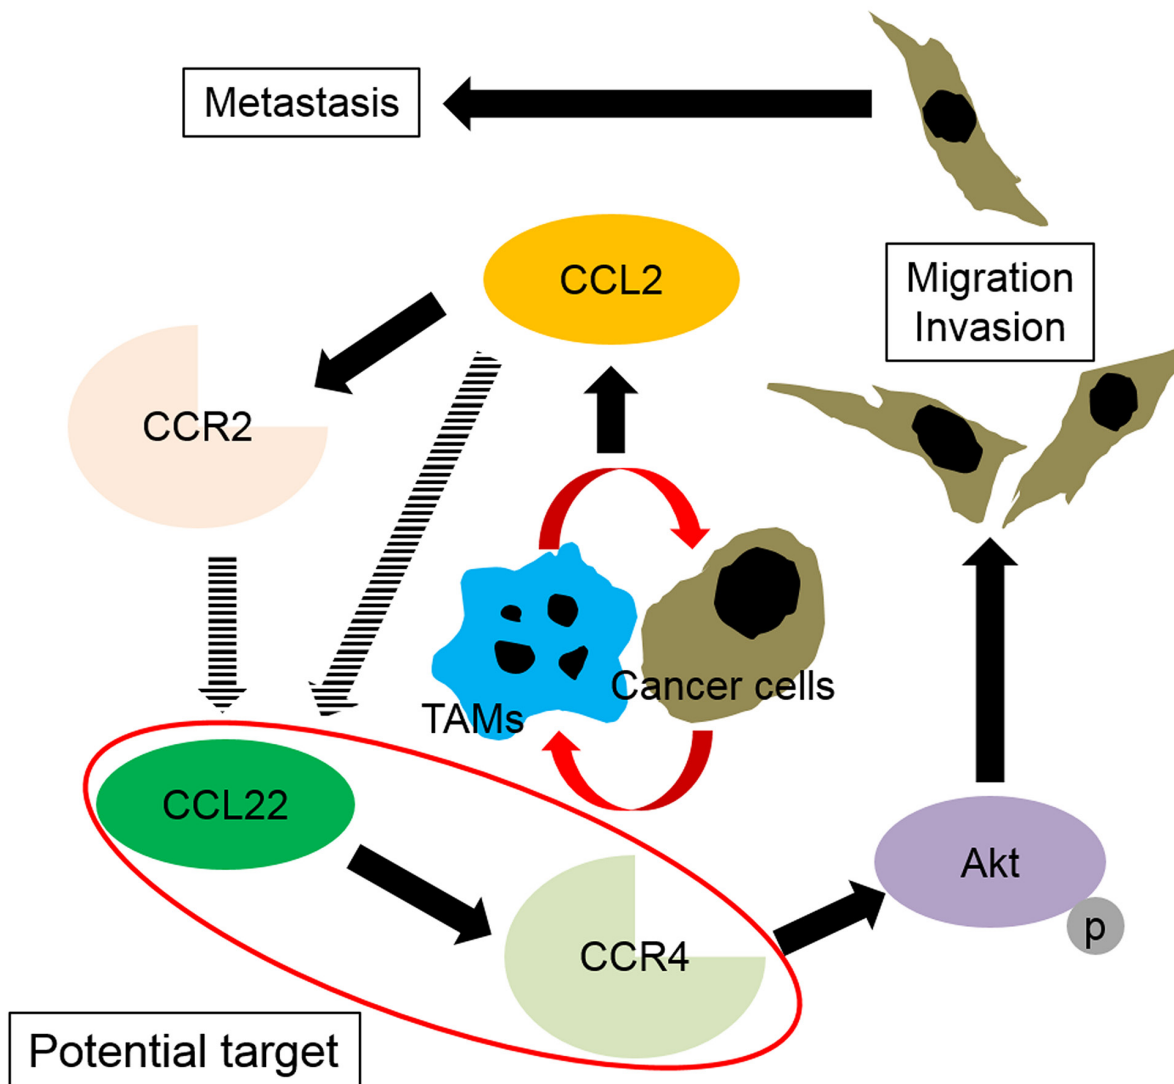 Metastasis
CCL2
Migration
Invasion
CCR2
Cancer cells
TAMs
CCL22
Akt
p
CCR4
Potential target